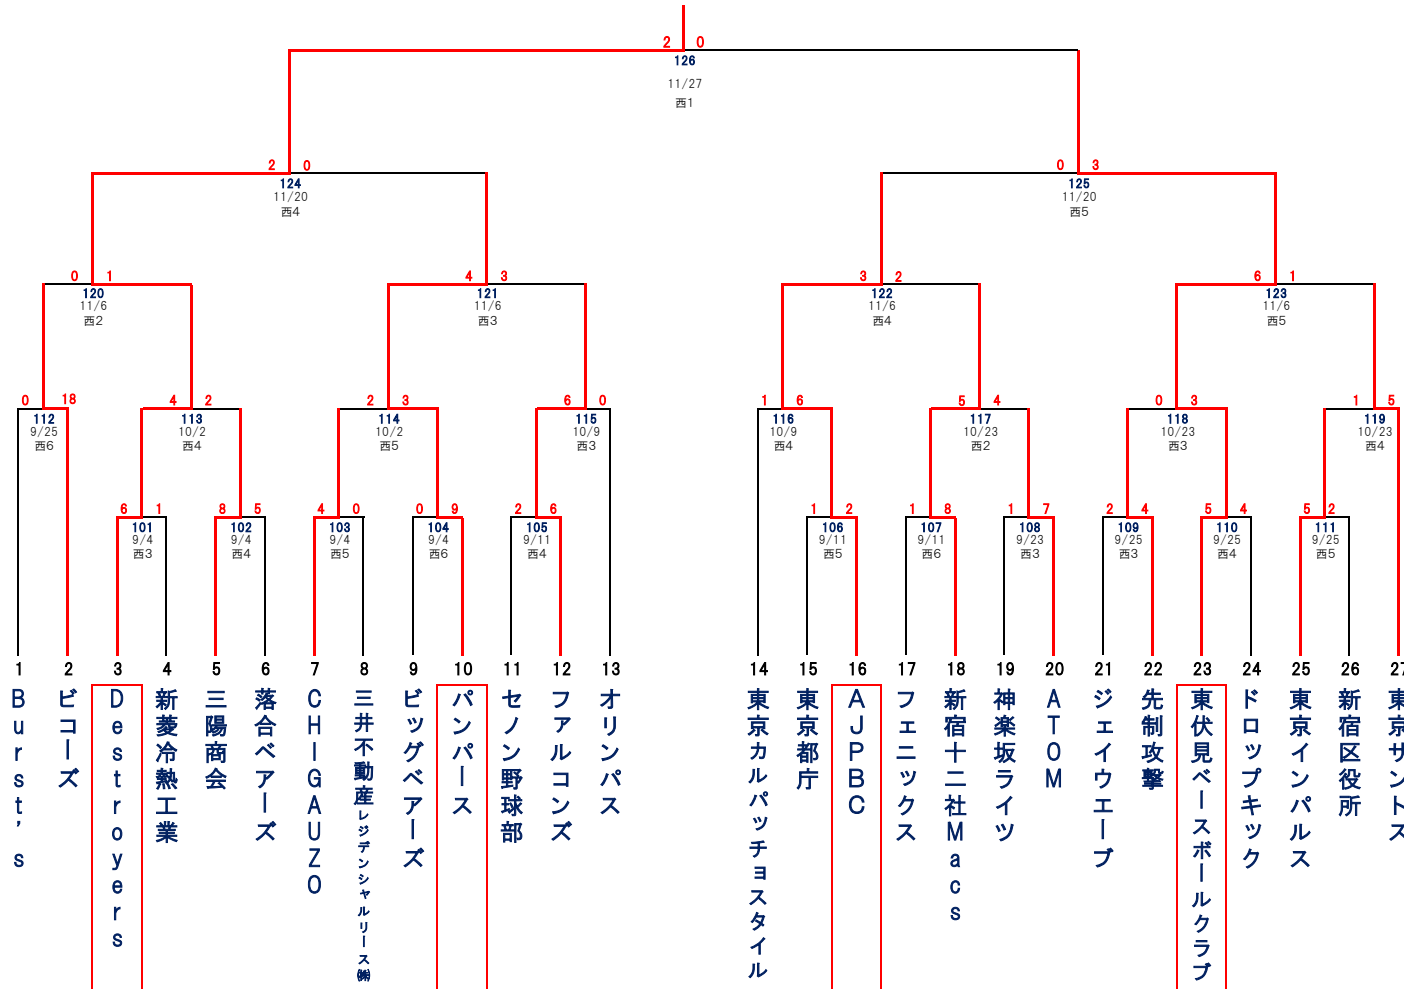 2 0
126
11/27
西1
2 0
124
11/20
西4
0 3
125
11/20
西5
0 1
120
11/6
西2
4 3
121
11/6
西3
3 2
122
11/6
西4
6 1
123
11/6
西5
0 18
112
9/25
西6
4 2
113
10/2
西4
2 3
114
10/2
西5
6 0
115
10/9
西3
1 6
116
10/9
西4
5 4
117
10/23
西2
0 3
118
10/23
西3
1 5
119
10/23
西4
6 1
101
9/4
西3
8 5
102
9/4
西4
4 0
103
9/4
西5
0 9
104
9/4
西6
2 6
105
9/11
西4
1 2
106
9/11
西5
1 8
107
9/11
西6
1 7
108
9/23
西3
2 4
109
9/25
西3
5 4
110
9/25
西4
5 2
111
9/25
西5
1
Burst's
2
ビコーズ
3
Destroyers
4
新菱冷熱工業
5
三陽商会
6
落合ベアーズ
7
CHIGAUZO
8
三井不動産レジデンシャルリース㈱
9
ビッグベアーズ
10
パンパース
11
セノン野球部
12
ファルコンズ
13
オリンパス
14
東京カルパッチョスタイル
15
東京都庁
16
AJPBC
17
フェニックス
18
新宿十二社Macs
19
神楽坂ライツ
20
ATOM
21
ジェイウエーブ
22
先制攻撃
23
東伏見ベースボールクラブ
24
ドロップキック
25
東京インパルス
26
新宿区役所
27
東京サントス